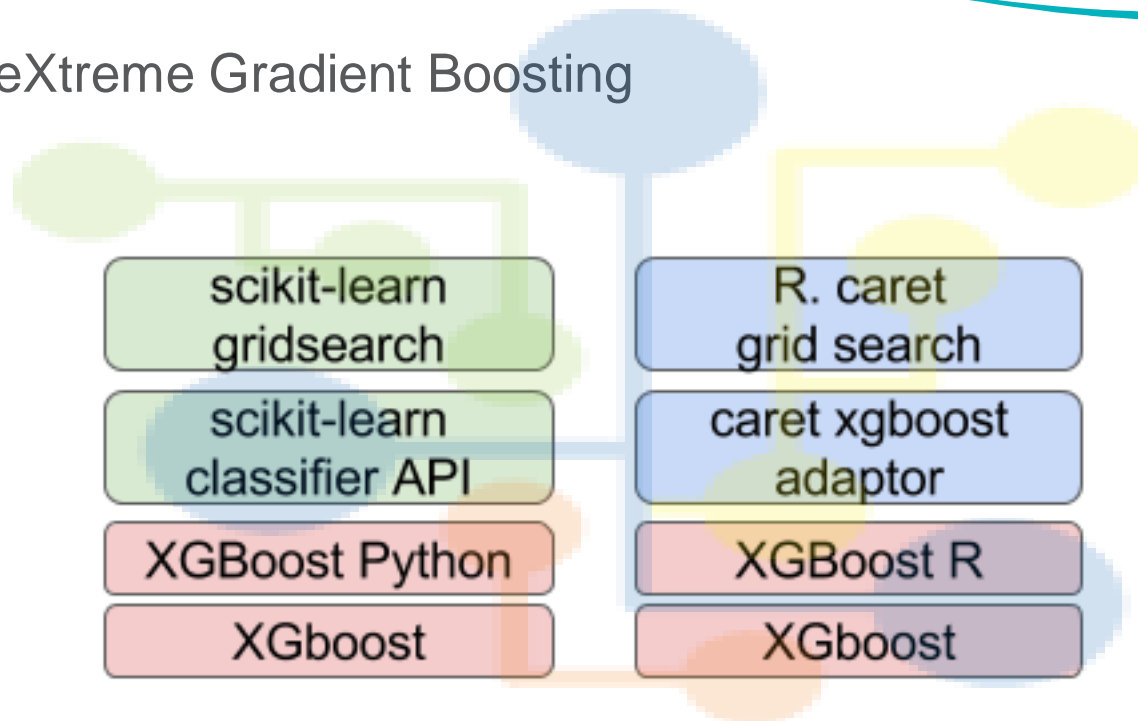 eXtreme Gradient Boosting
scikit-learn
gridsearch
scikit-learn
classifier API
XGBoost Python
XGboost
R. caret
grid search
caret xgboost
adaptor
XGBoost R
XGboost